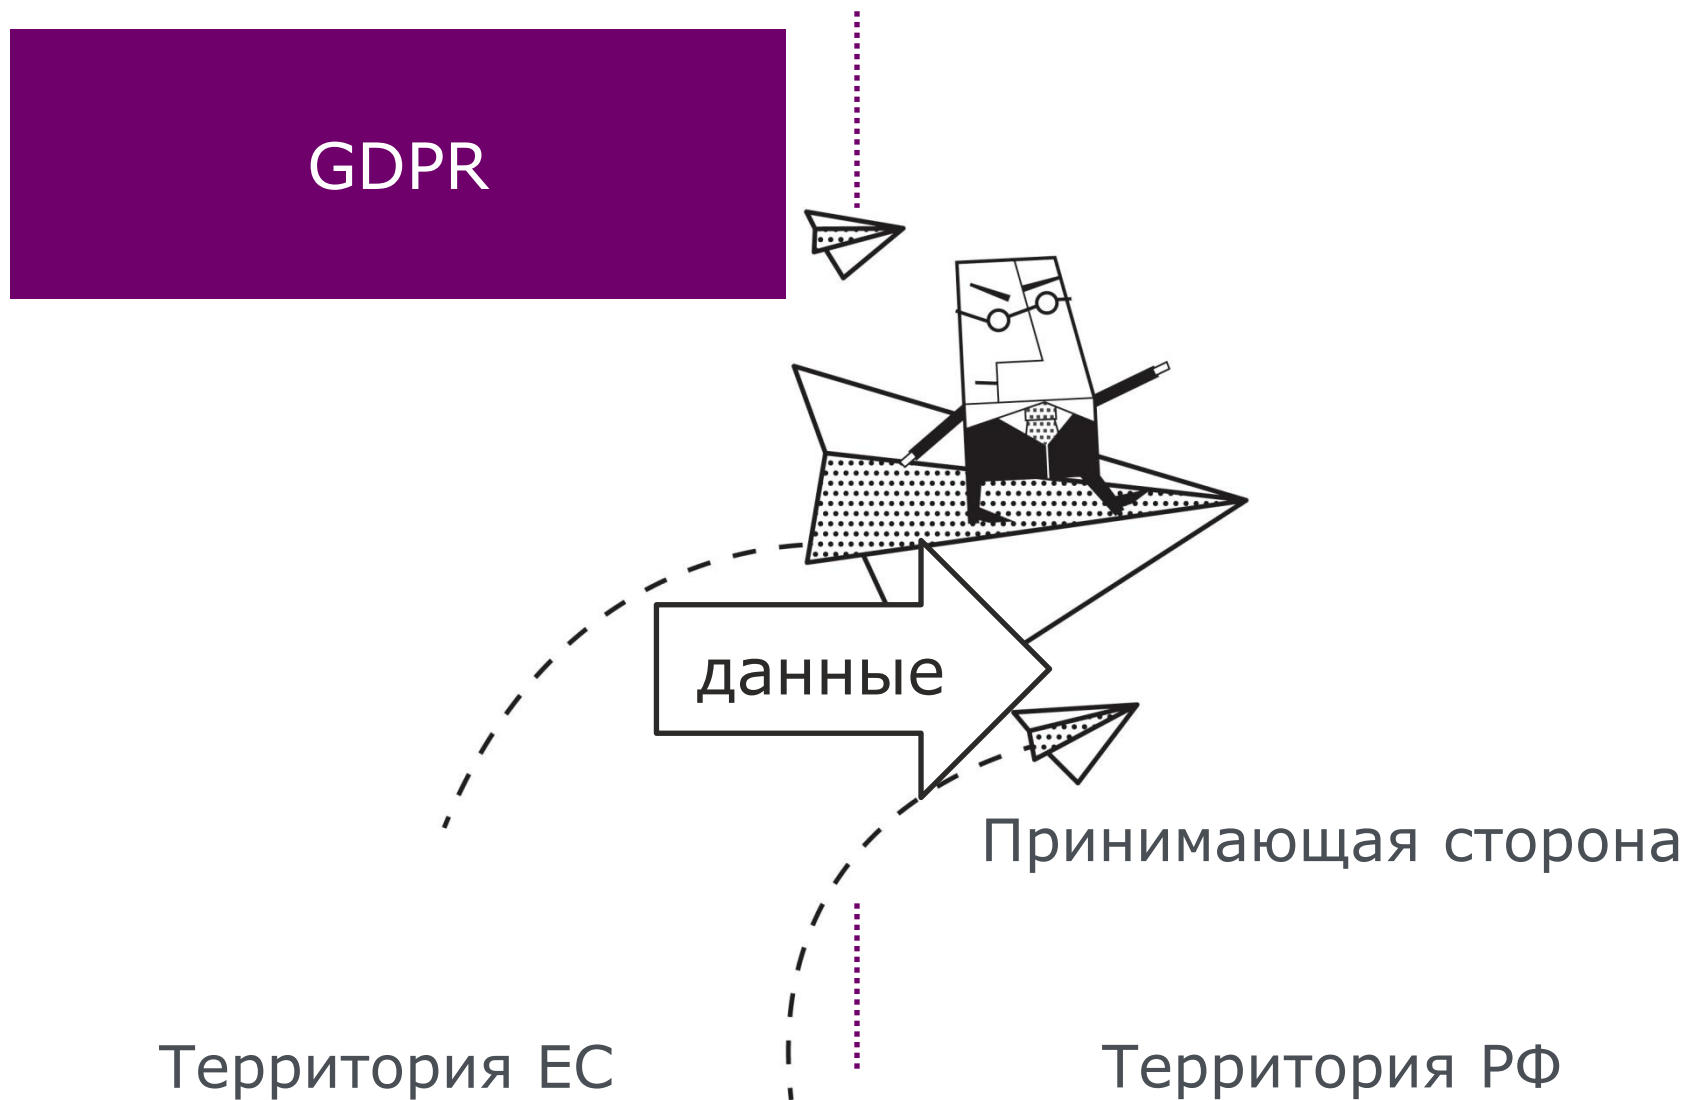 GDPR
данные
Принимающая сторона
Территория ЕС
Территория РФ